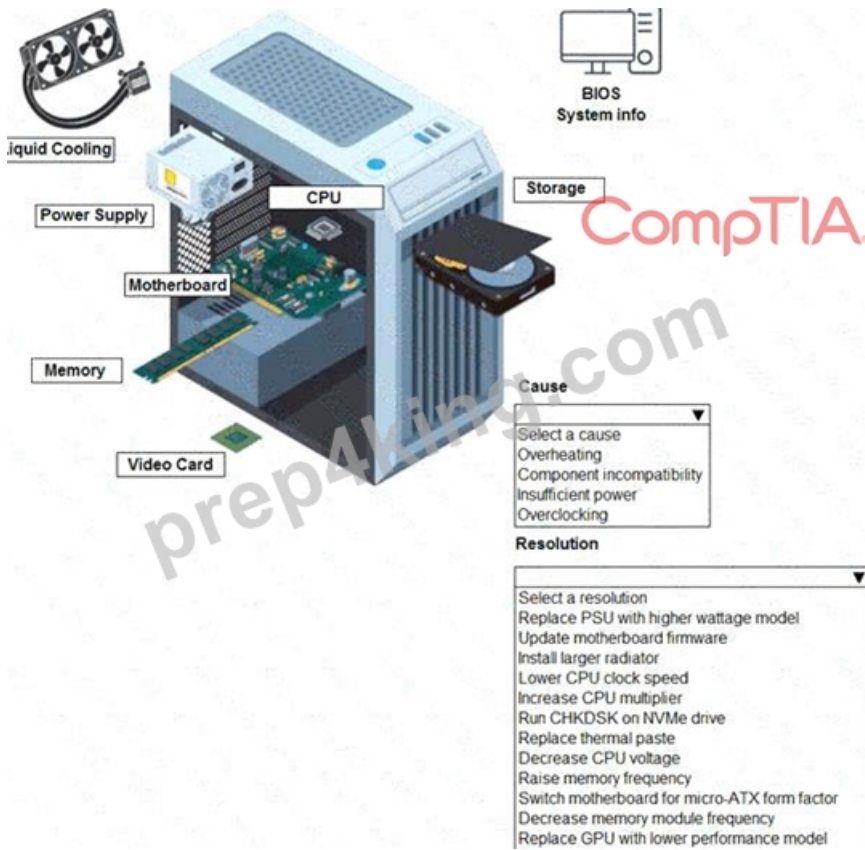 BIOS
System info
Liquid Cooling
CPU
Storage
Power Supply
CompTIA.
Motherboard
Memory
prep4king.com
Cause
▼
Select a cause
Overheating
Component incompatibility
Insufficient power
Overclocking
Video Card
Resolution
▼
Select a resolution
Replace PSU with higher wattage model
Update motherboard firmware
Install larger radiator
Lower CPU clock speed
Increase CPU multiplier
Run CHKDSK on NVMe drive
Replace thermal paste
Decrease CPU voltage
Raise memory frequency
Switch motherboard for micro-ATX form factor
Decrease memory module frequency
Replace GPU with lower performance model